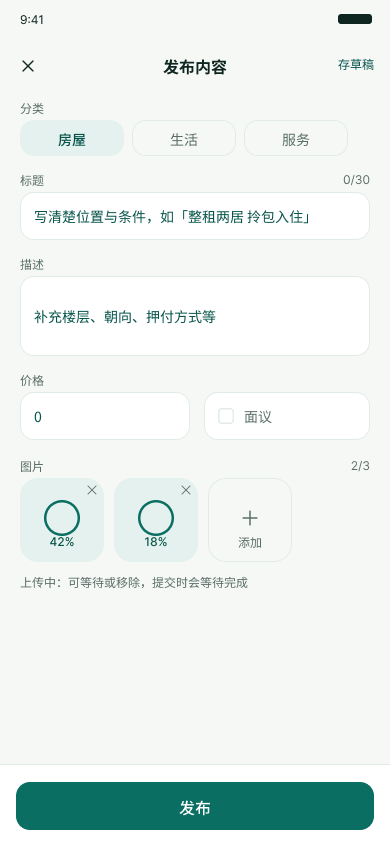 9:41
发布内容
存草稿
分类
房屋
生活
服务
标题
0/30
写清楚位置与条件，如「整租两居 拎包入住」
描述
补充楼层、朝向、押付方式等
价格
0
面议
图片
2/3
42%
18%
添加
上传中：可等待或移除，提交时会等待完成
发布